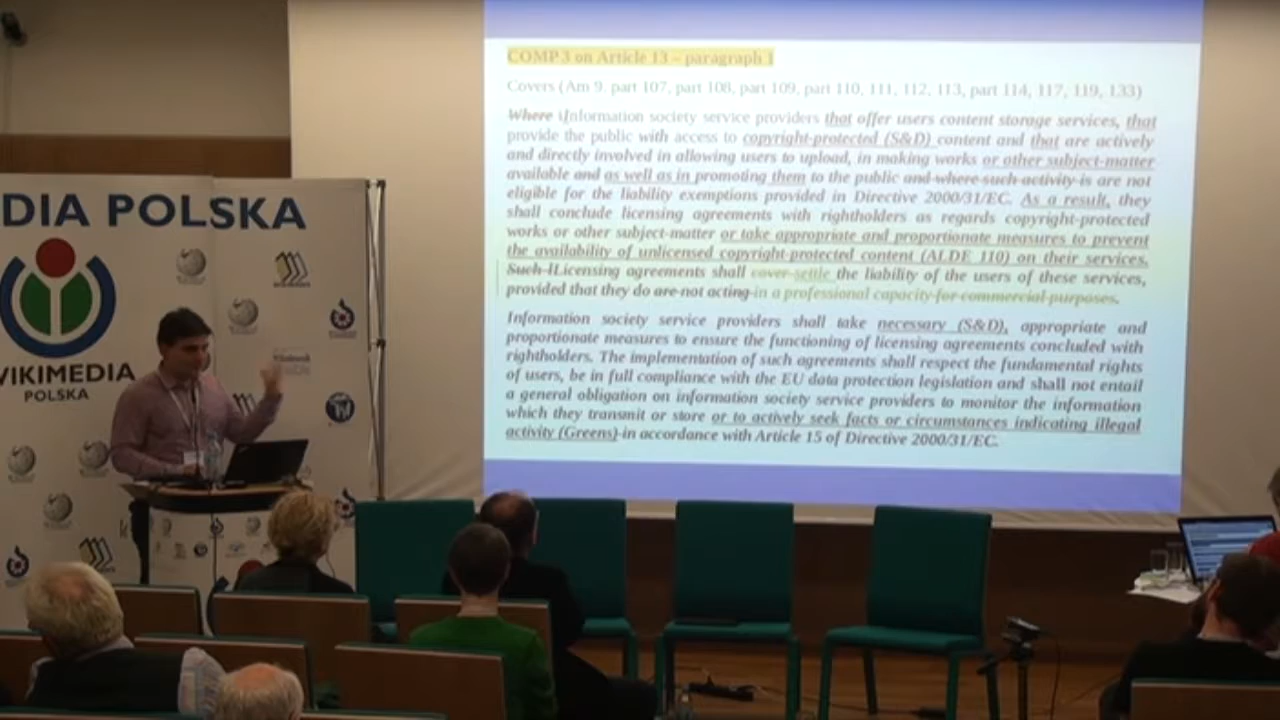 COMP 3 on Article 13 – paragraph 1
Covers (Am 9, part 107, part 108, part 109, part 110, 111, 112, 113, part 114, 117, 119, 133)
Where iInformation society service providers that offer users content storage services, that
provide the public with access to copyright-protected (S&D) content and that are actively
and directly involved in allowing users to upload, in making works or other subject-matter
available and as well as in promoting them to the public and where such activity is are not
eligible for the liability exemptions provided in Directive 2000/31/EC. As a result, they
shall conclude licensing agreements with rightholders as regards copyright-protected
works or other subject-matter or take appropriate and proportionate measures to prevent
the availability of unlicensed copyright-protected content (ALDE 110) on their services.
Such lLicensing agreements shall cover settle the liability of the users of these services,
provided that they do are not acting in a professional capacity for commercial purposes.
Information society service providers shall take necessary (S&D), appropriate and
proportionate measures to ensure the functioning of licensing agreements concluded with
rightholders. The implementation of such agreements shall respect the fundamental rights
of users, be in full compliance with the EU data protection legislation and shall not entail
a general obligation on information society service providers to monitor the information
which they transmit or store or to actively seek facts or circumstances indicating illegal
activity (Greens) in accordance with Article 15 of Directive 2000/31/EC.
DIA POLSKA
WIKIMEDIA
POLSKA